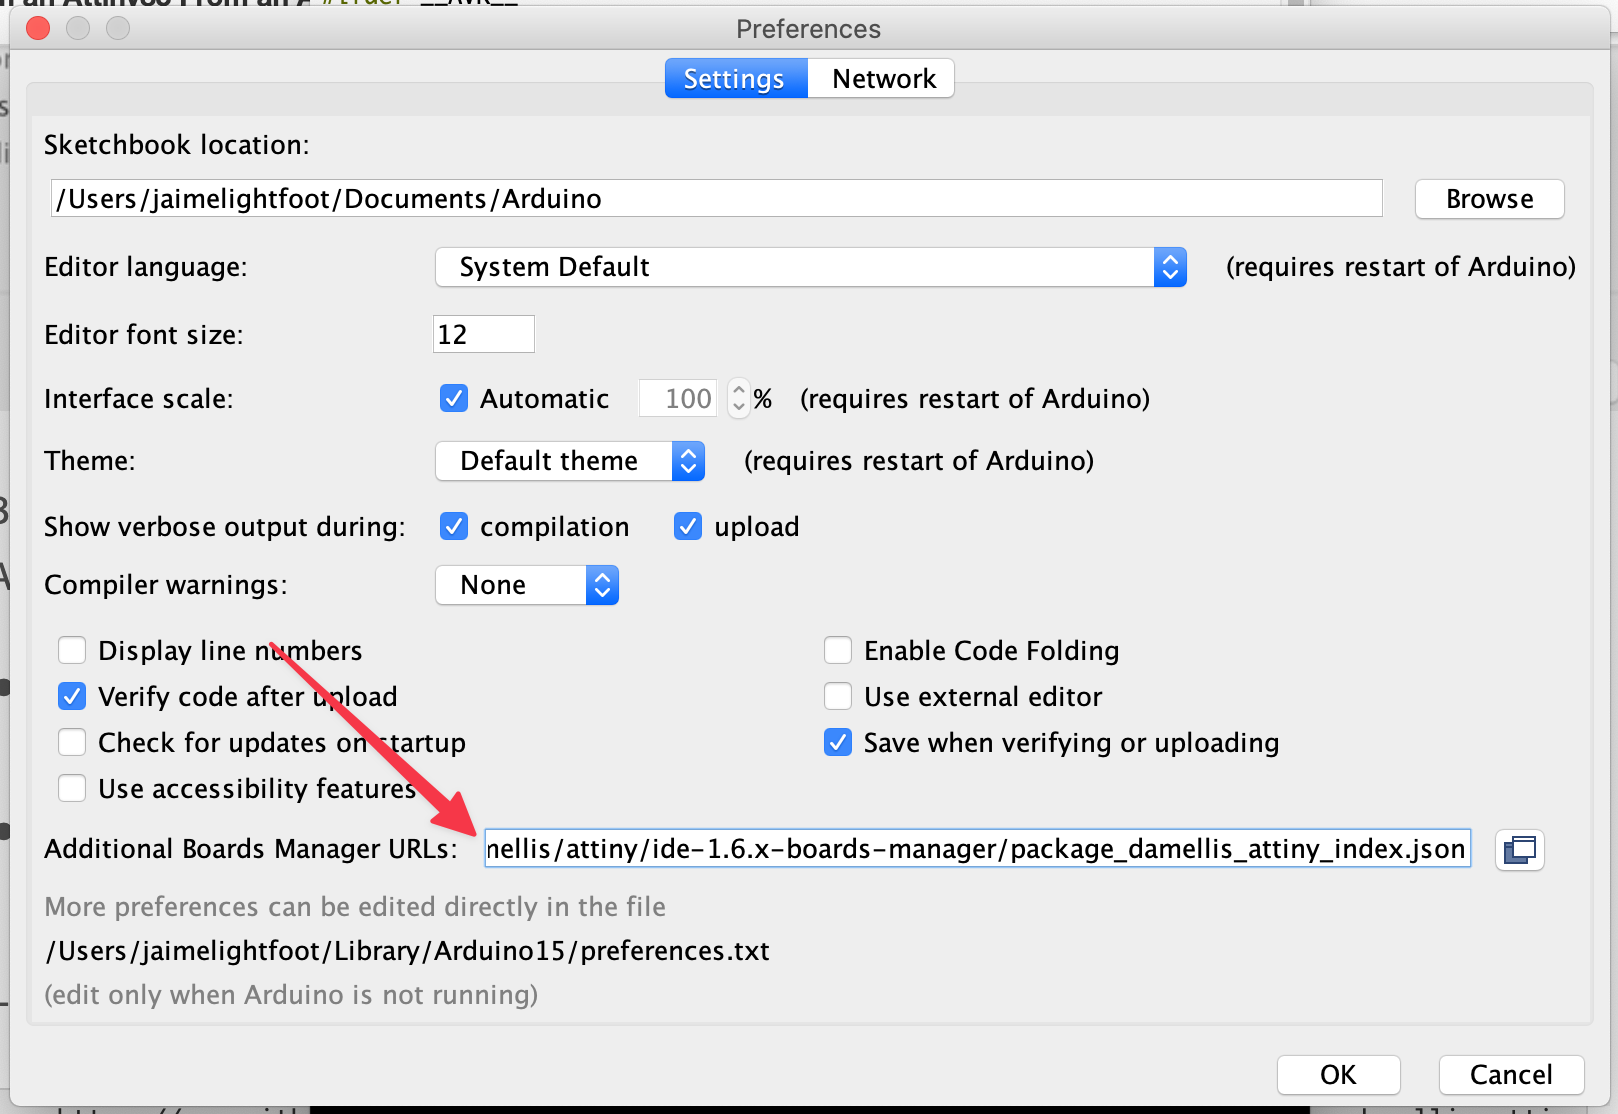 Preferences
Settings Network
Sketchbook location:
/Users/jaimelightfoot/Documents/Arduino Browse
Editor language: System Default (requires restart of Arduino)
Editor font size: 12
Interface scale: Automatic 100 % (requires restart of Arduino)
Theme: Default theme (requires restart of Arduino)
Show verbose output during: compilation upload
Compiler warnings: None
Display line numbers Enable Code Folding
Verify code after upload Use external editor
Check for updates on startup Save when verifying or uploading
Use accessibility features
Additional Boards Manager URLs: nellis/attiny/ide-1.6.x-boards-manager/package_damellis_attiny_index.json
More preferences can be edited directly in the file
/Users/jaimelightfoot/Library/Arduino15/preferences.txt
(edit only when Arduino is not running)
OK Cancel